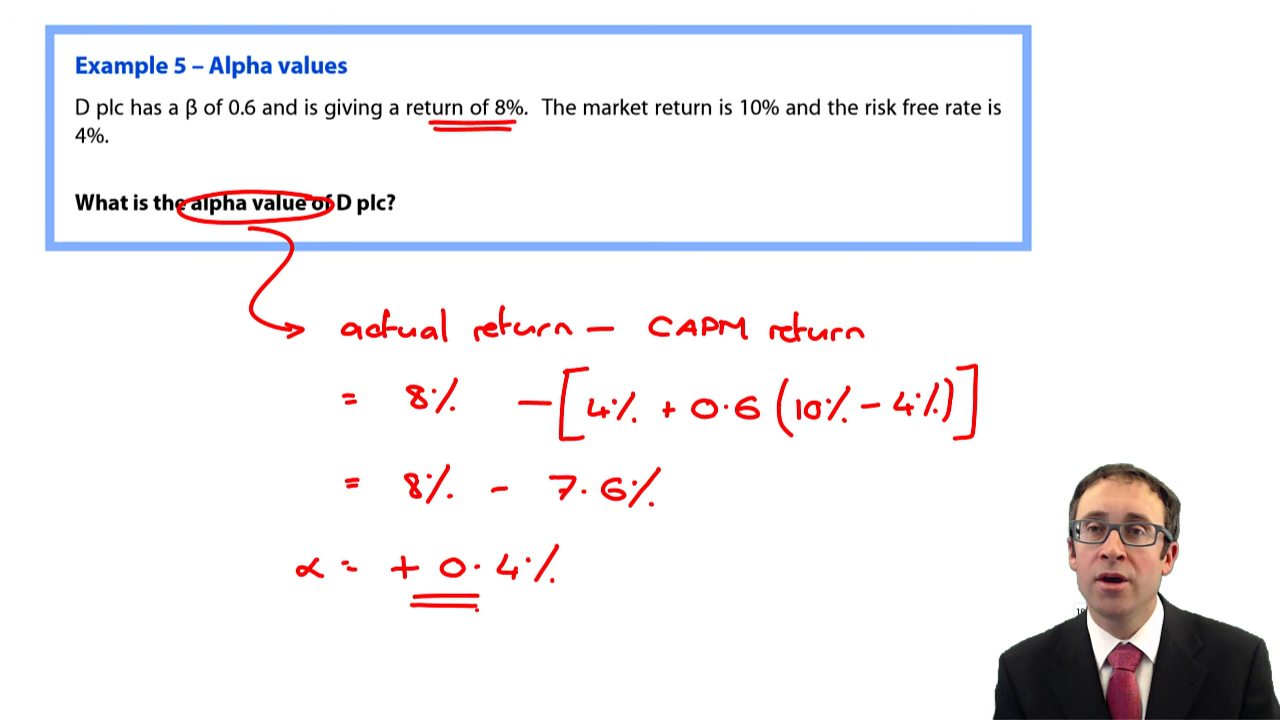 Example 5 – Alpha values
D plc has a β of 0.6 and is giving a return of 8%. The market return is 10% and the risk free rate is
4%.
What is the alpha value of D plc?
actual return – CAPM return
= 8% – [4% + 0.6 (10% – 4%)]
= 8% – 7.6%
α = + 0.4%